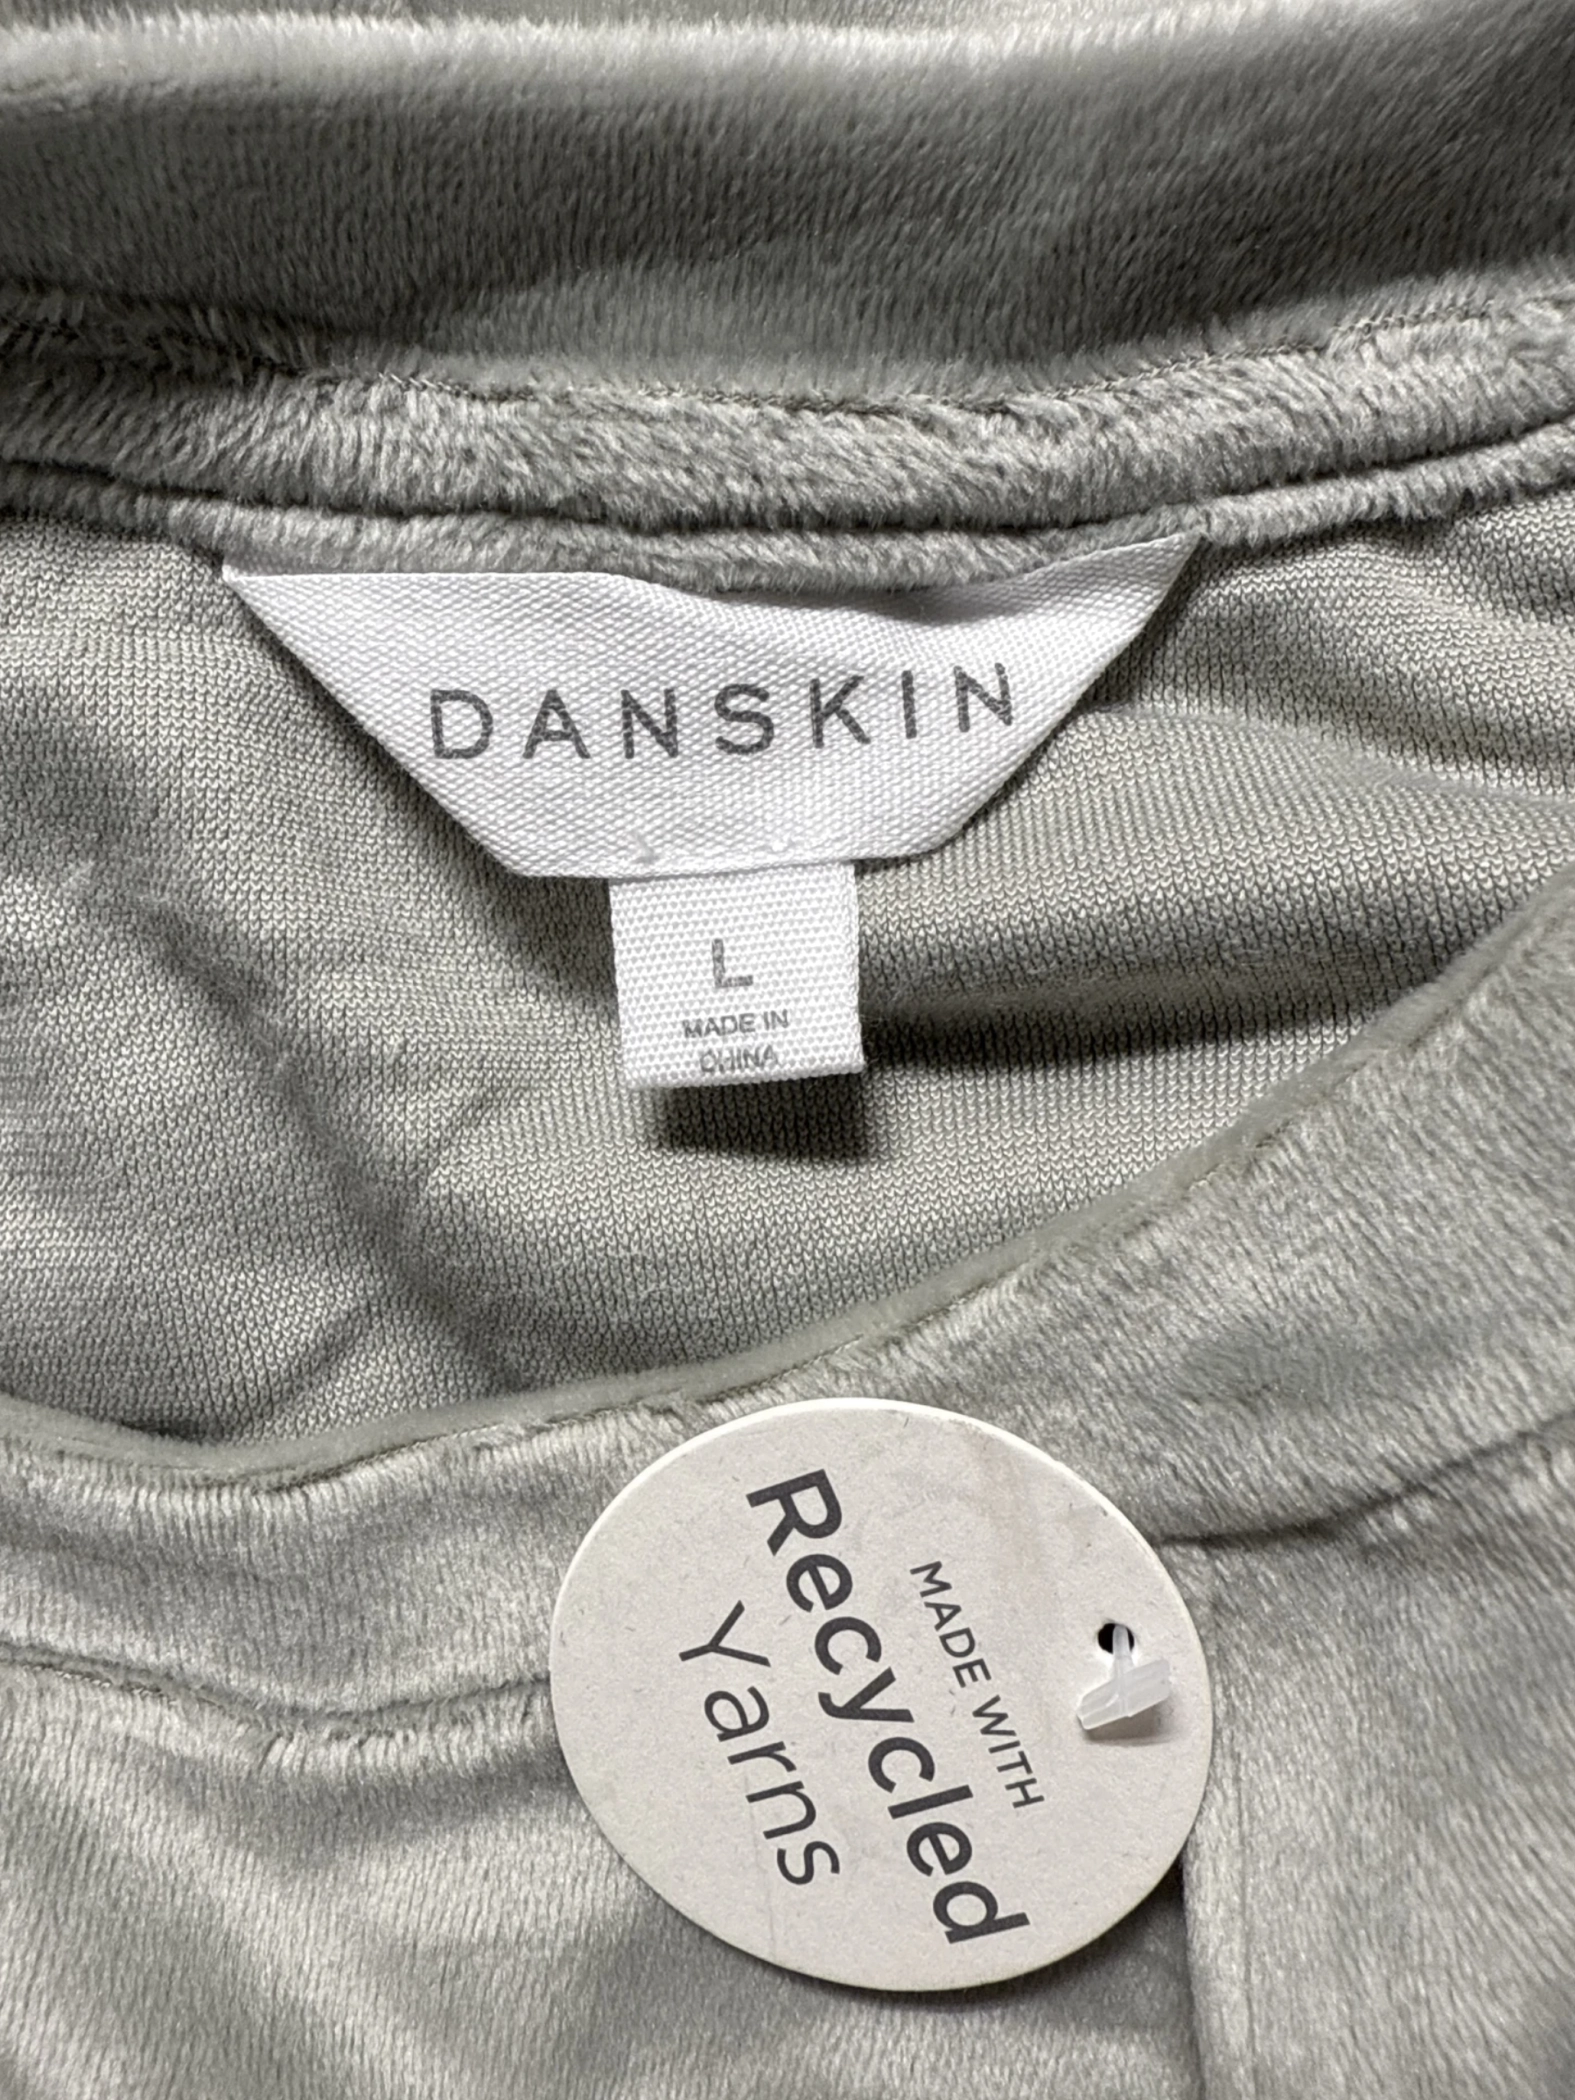 DANSKIN
L
MADE IN
CHINA
MADE WITH
Recycled
Yarns